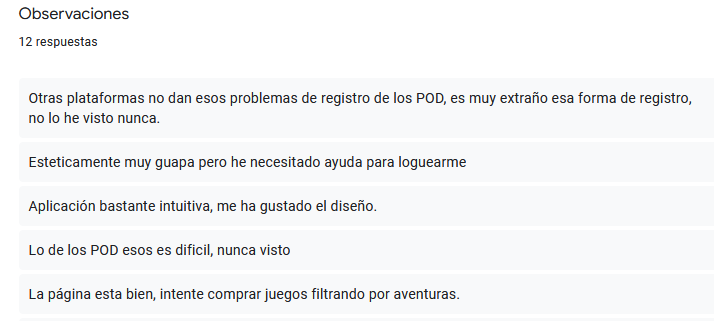 Observaciones
12 respuestas
Otras plataformas no dan esos problemas de registro de los POD, es muy extraño esa forma de registro,
no lo he visto nunca.
Esteticamente muy guapa pero he necesitado ayuda para loguearme
Aplicación bastante intuitiva, me ha gustado el diseño.
Lo de los POD esos es dificil, nunca visto
La página esta bien, intente comprar juegos filtrando por aventuras.